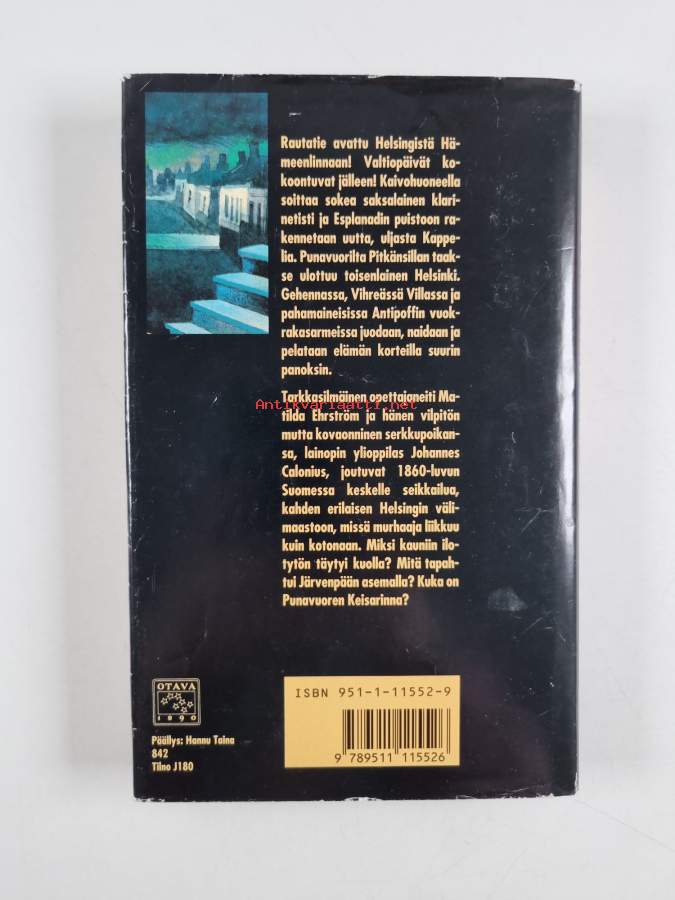 Rautatie avattu Helsingistä Hä-
meenlinnaan! Valtiopäivät ko-
koontuvat jälleen! Kaivohuoneella
soittaa sokea saksalainen klari-
netisti ja Esplanadin puistoon ra-
kennetaan uutta, uljasta Kappe-
lia. Punavuorilta Pitkänsillan taak-
se ulottuu toisenlainen Helsinki.
Gehennassa, Vihreässä Villassa ja
pahamaineisissa Antipoffin vuok-
rakasarmeissa juodaan, naidaan ja
pelataan elämän korteilla suurin
panoksin.
Tarkkasilmäinen opettajaneiti Ma-
Antikvariaatti.net
tilda Ehrström ja hänen vilpitön
mutta kovaonninen serkkupoikan-
sa, lainopin ylioppilas Johannes
Calonius, joutuvat 1860-luvun
Suomessa keskelle seikkailua,
kahden erilaisen Helsingin väli-
maastoon, missä murhaaja liikkuu
kuin kotonaan. Miksi kauniin ilo-
tytön täytyi kuolla? Mitä tapah-
tui Järvenpään asemalla? Kuka on
Punavuoren Keisarinna?
OTAVA
1890
Päällys: Hannu Taina
842
Tiino J180
ISBN 951-1-11552-9
9 789511 115526